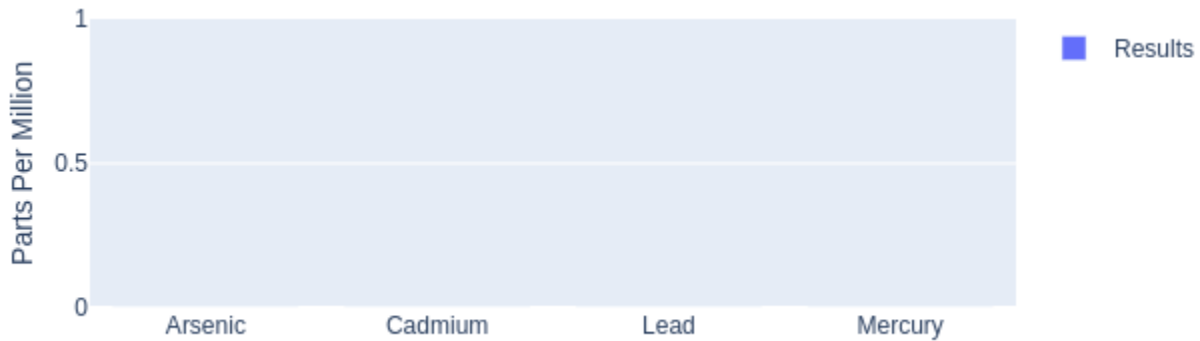 Parts Per Million
1
0.5
0
Arsenic
Cadmium
Lead
Mercury
Results